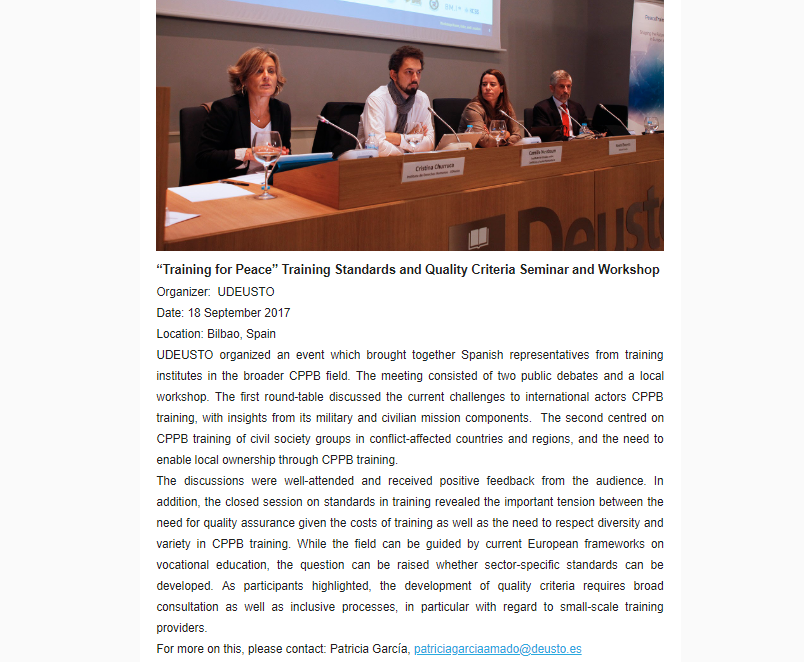 Cristina Churruca
Deusto
“Training for Peace” Training Standards and Quality Criteria Seminar and Workshop
Organizer:  UDEUSTO
Date: 18 September 2017
Location: Bilbao, Spain
UDEUSTO organized an event which brought together Spanish representatives from training
institutes in the broader CPPB field. The meeting consisted of two public debates and a local
workshop. The first round-table discussed the current challenges to international actors CPPB
training, with insights from its military and civilian mission components.  The second centred on
CPPB training of civil society groups in conflict-affected countries and regions, and the need to
enable local ownership through CPPB training.
The discussions were well-attended and received positive feedback from the audience. In
addition, the closed session on standards in training revealed the important tension between the
need for quality assurance given the costs of training as well as the need to respect diversity and
variety in CPPB training. While the field can be guided by current European frameworks on
vocational education, the question can be raised whether sector-specific standards can be
developed. As participants highlighted, the development of quality criteria requires broad
consultation as well as inclusive processes, in particular with regard to small-scale training
providers.
For more on this, please contact: Patricia García, patriciagarciaamado@deusto.es